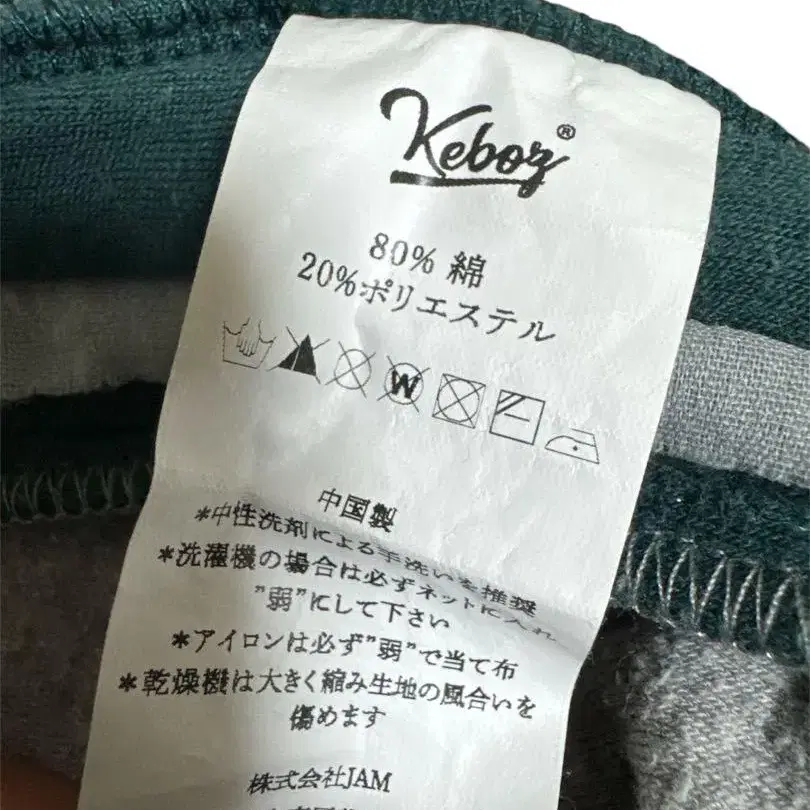 Keboz®
80% 綿
20%ポリエステル
W
中国製
*中性洗剤による手洗いを推奨
*洗濯機の場合は必ずネットに入れ
"弱"にして下さい
*アイロンは必ず"弱"で当て布
*乾燥機は大きく縮み生地の風合いを
傷めます
株式会社JAM